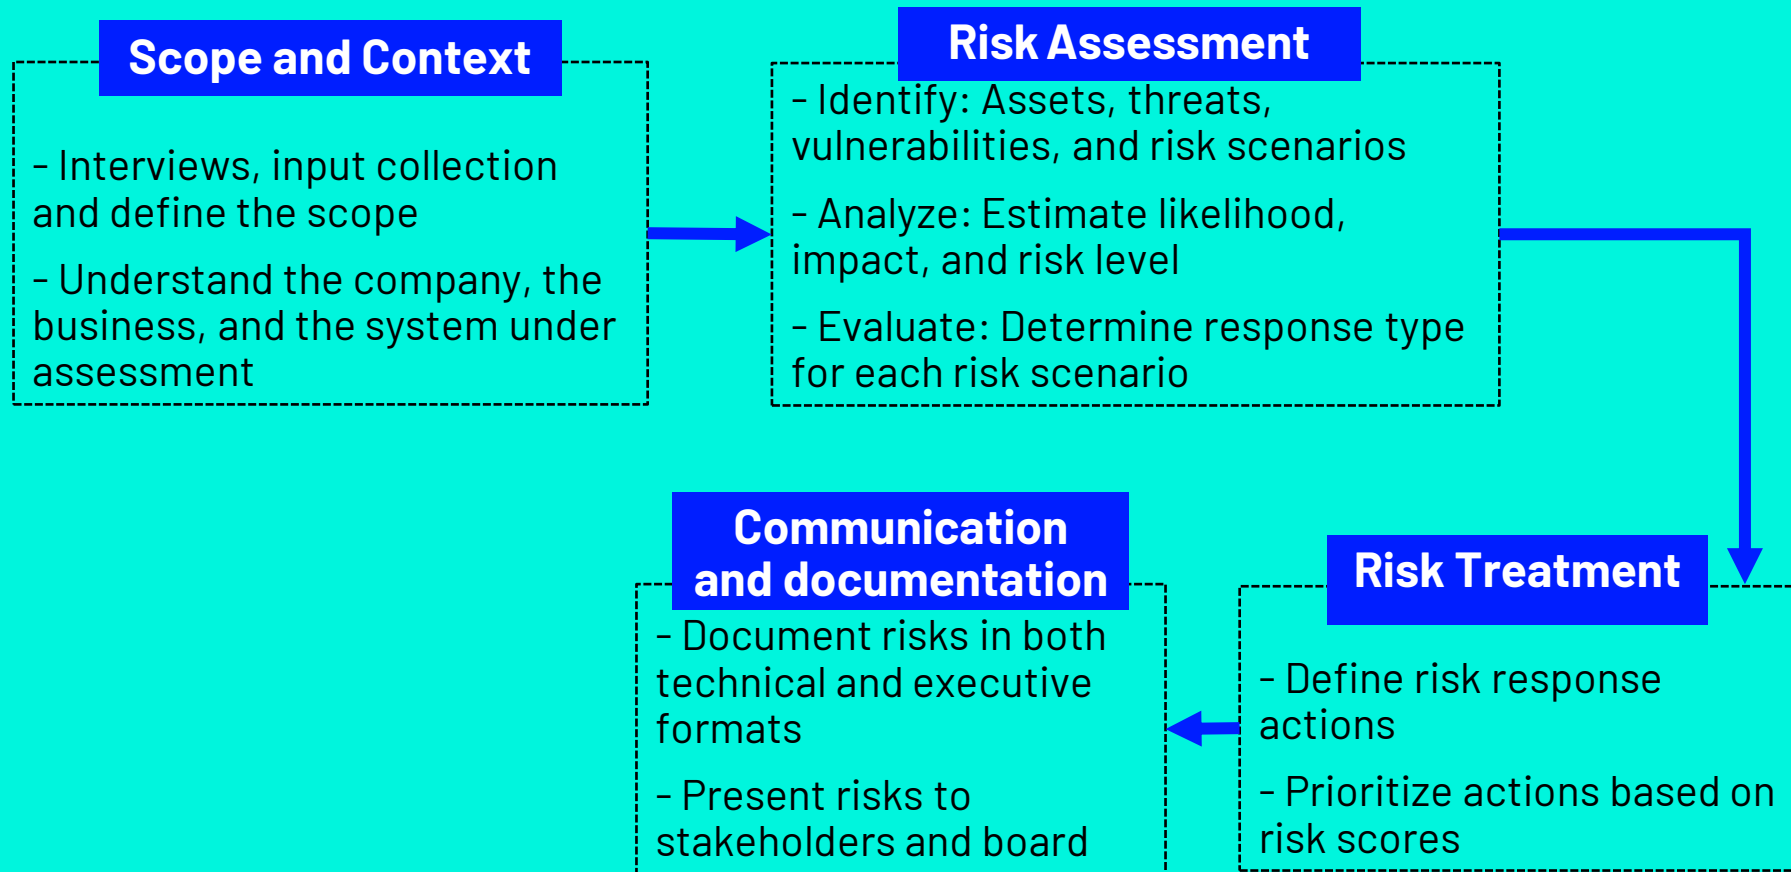 Scope and Context
- Interviews, input collection
and define the scope
- Understand the company, the
business, and the system under
assessment
Risk Assessment
- Identify: Assets, threats,
vulnerabilities, and risk scenarios
- Analyze: Estimate likelihood,
impact, and risk level
- Evaluate: Determine response type
for each risk scenario
Risk Treatment
- Define risk response
actions
- Prioritize actions based on
risk scores
Communication
and documentation
- Document risks in both
technical and executive
formats
- Present risks to
stakeholders and board